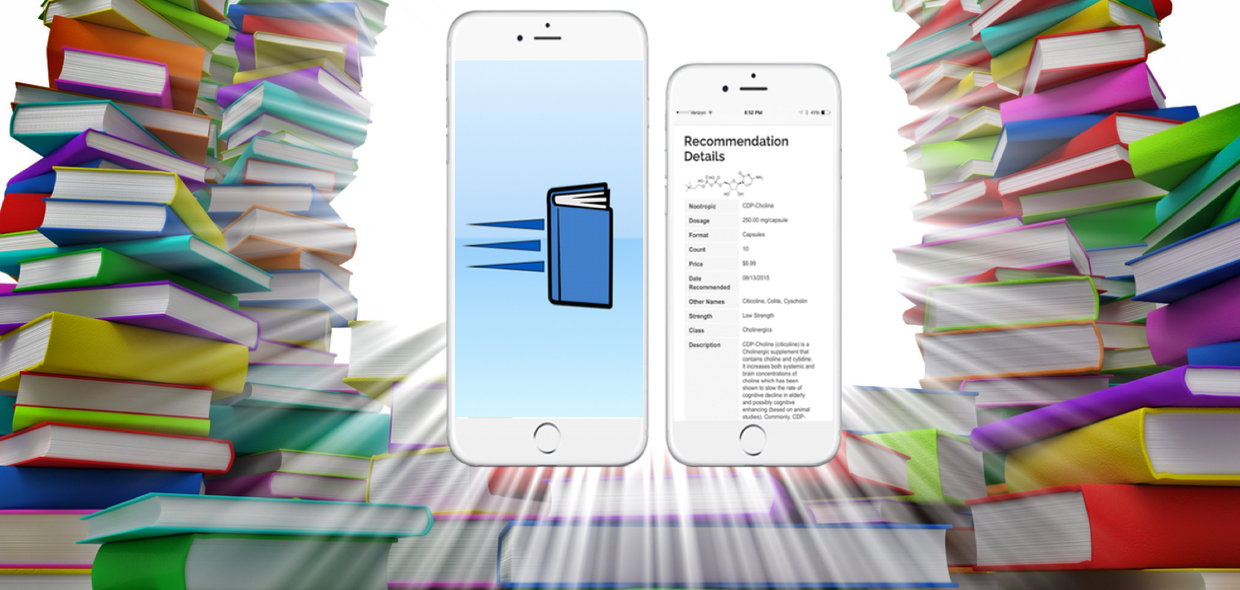 Verizon 8:52 PM 41%
Recommendation
Details
Nootropic CDP-Choline
Dosage 250.00 mg/capsule
Format Capsules
Count 10
Price $6.99
Date 08/13/2015
Recommended
Other Names Citicoline, Colite, Cyscholin
Strength Low Strength
Class Cholinergics
Description CDP-Choline (citicoline) is a
Cholinergic supplement that
contains choline and cytidine.
It increases both systemic and
brain concentrations of
choline which has been
shown to slow the rate of
cognitive decline in elderly
and possibly cognitive
enhancing (based on animal
studies). Commonly, CDP-